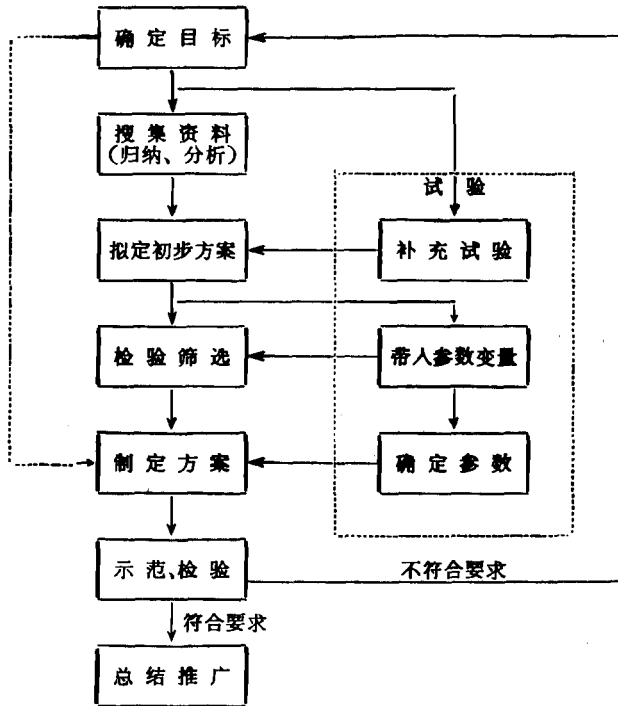 确定目标
搜集资料
(归纳、分析)
试验
拟定初步方案
补充试验
检验筛选
带人参数变量
制定方案
确定参数
示范、检验
不符合要求
符合要求
总结推广